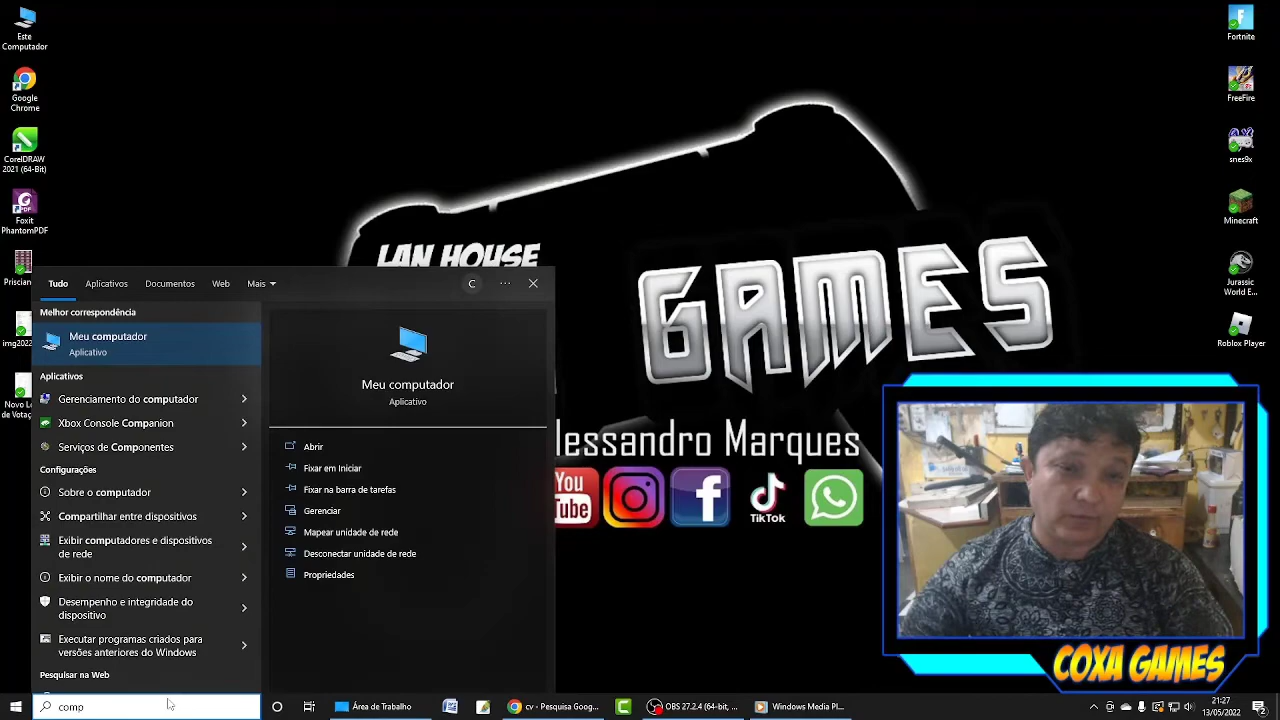 Este
Computador
Google
Chrome
CorelDRAW
2021 (64-Bit)
Foxit
PhantomPDF
Priscian
img2022
Novo Lo
de Votaç
LAN HOUSE
GAMES
lessandro Marques
You
Tube
TikTok
Fortnite
FreeFire
snes9x
Minecraft
Jurassic
World E...
Roblox Player
COXA GAMES
Tudo
Aplicativos
Documentos
Web
Mais
C
Melhor correspondência
Meu computador
Aplicativo
Aplicativos
Gerenciamento do computador
Xbox Console Companion
Serviços de Componentes
Configurações
Sobre o computador
Compartilhar entre dispositivos
Exibir computadores e dispositivos
de rede
Exibir o nome do computador
Desempenho e integridade do
dispositivo
Executar programas criados para
versões anteriores do Windows
Pesquisar na Web
Meu computador
Aplicativo
Abrir
Fixar em Iniciar
Fixar na barra de tarefas
Gerenciar
Mapear unidade de rede
Desconectar unidade de rede
Propriedades
comp
Área de Trabalho
cv - Pesquisa Goog...
OBS 27.2.4 (64-bit, ...
Windows Media Pl...
21:27
13/05/2022